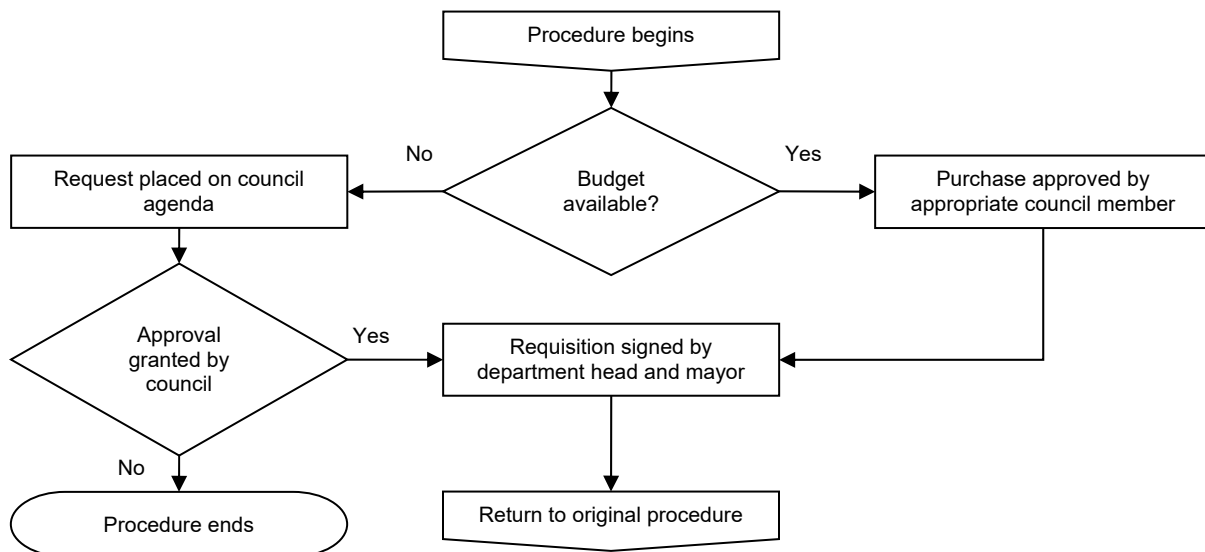 Procedure begins
No
Yes
Request placed on council
agenda
Budget
available?
Purchase approved by
appropriate council member
Approval
granted by
council
Yes
Requisition signed by
department head and mayor
No
Procedure ends
Return to original procedure